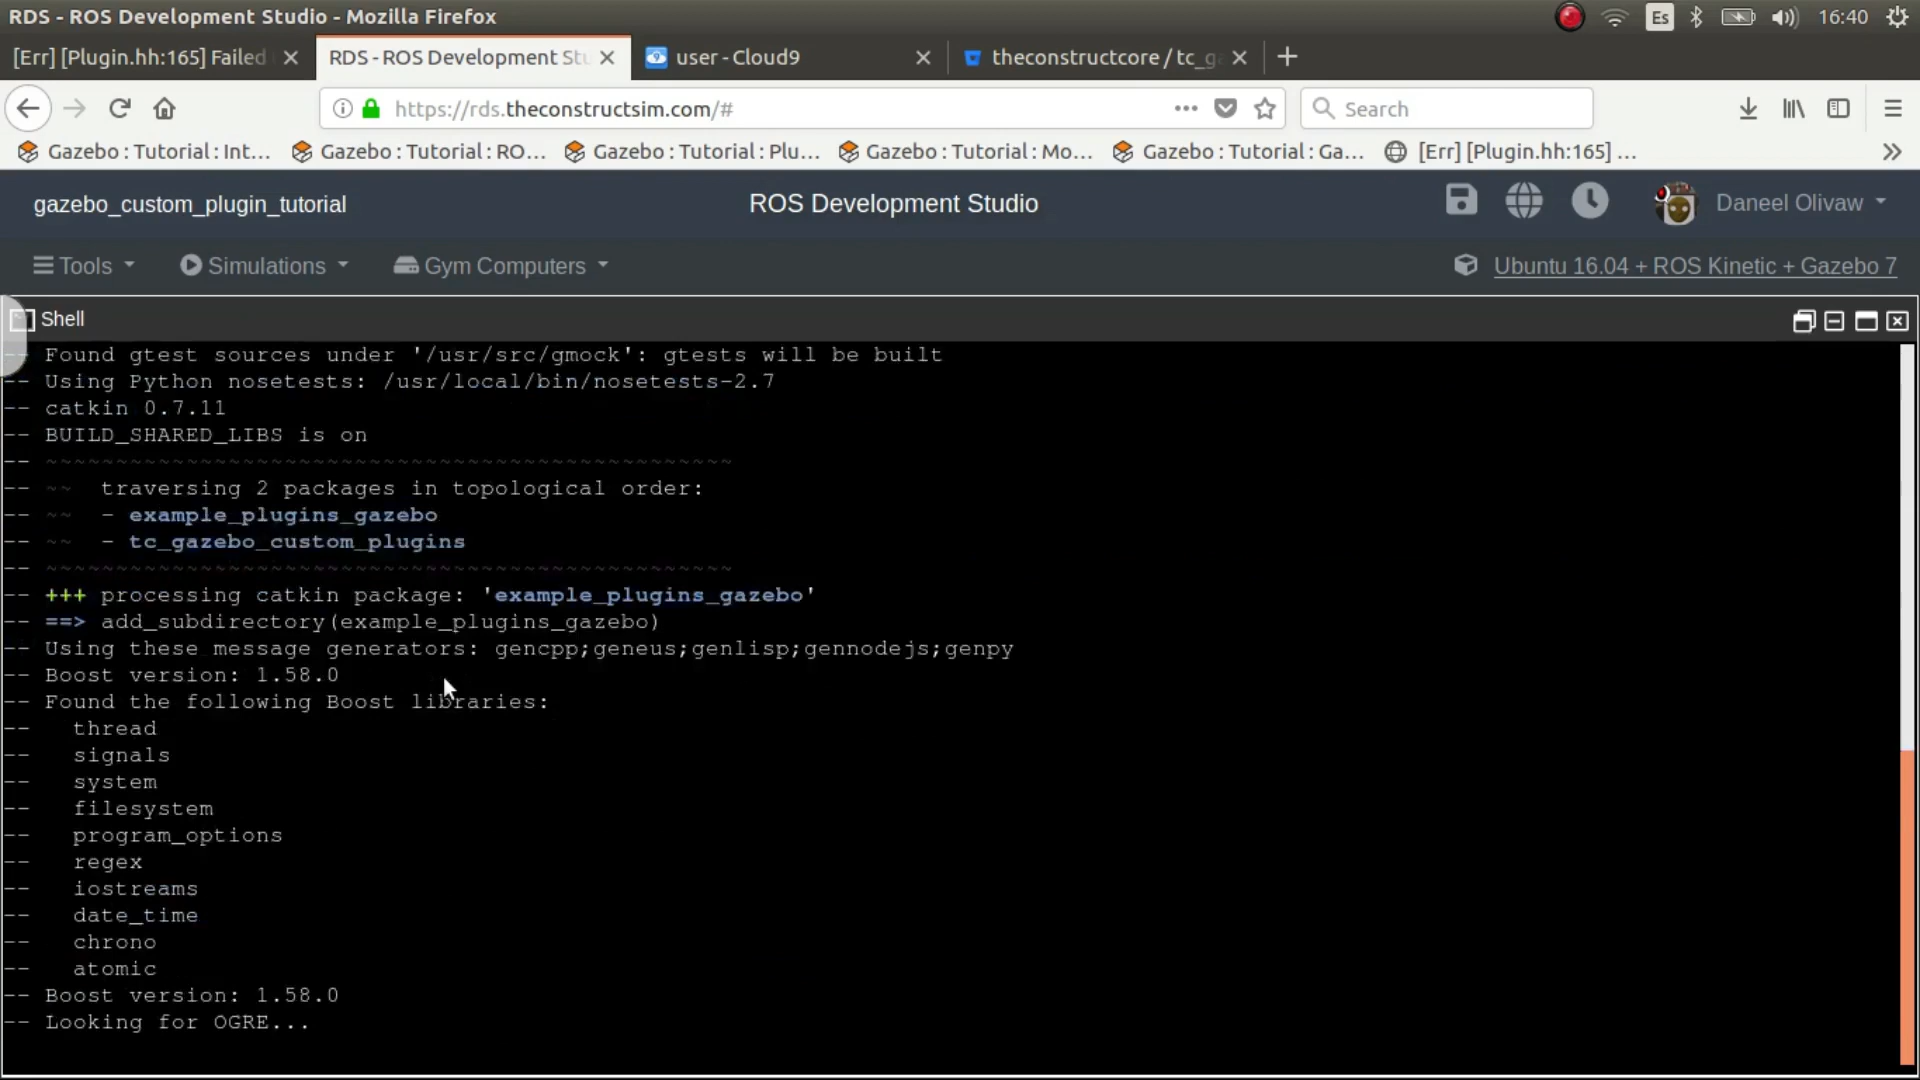 RDS - ROS Development Studio - Mozilla Firefox
Es
16:40
[Err] [Plugin.hh:165] Failed
RDS - ROS Development Stu
user - Cloud9
theconstructcore / tc_g
https://rds.theconstructsim.com/#
Search
Gazebo : Tutorial : Int...
Gazebo : Tutorial : RO...
Gazebo : Tutorial : Plu...
Gazebo : Tutorial : Mo...
Gazebo : Tutorial : Ga...
[Err] [Plugin.hh:165] ...
gazebo_custom_plugin_tutorial
ROS Development Studio
Daneel Olivaw
Tools
Simulations
Gym Computers
Ubuntu 16.04 + ROS Kinetic + Gazebo 7
Shell
-- Found gtest sources under '/usr/src/gmock': gtests will be built
-- Using Python nosetests: /usr/local/bin/nosetests-2.7
-- catkin 0.7.11
-- BUILD_SHARED_LIBS is on
-- ~~~~~~~~~~~~~~~~~~~~~~~~~~~~~~~~~~~~~~~~~~~~~~~~~
-- ~~  traversing 2 packages in topological order:
-- ~~  - example_plugins_gazebo
-- ~~  - tc_gazebo_custom_plugins
-- ~~~~~~~~~~~~~~~~~~~~~~~~~~~~~~~~~~~~~~~~~~~~~~~~~
-- +++ processing catkin package: 'example_plugins_gazebo'
-- ==> add_subdirectory(example_plugins_gazebo)
-- Using these message generators: gencpp;geneus;genlisp;gennodejs;genpy
-- Boost version: 1.58.0
-- Found the following Boost libraries:
--   thread
--   signals
--   system
--   filesystem
--   program_options
--   regex
--   iostreams
--   date_time
--   chrono
--   atomic
-- Boost version: 1.58.0
-- Looking for OGRE...